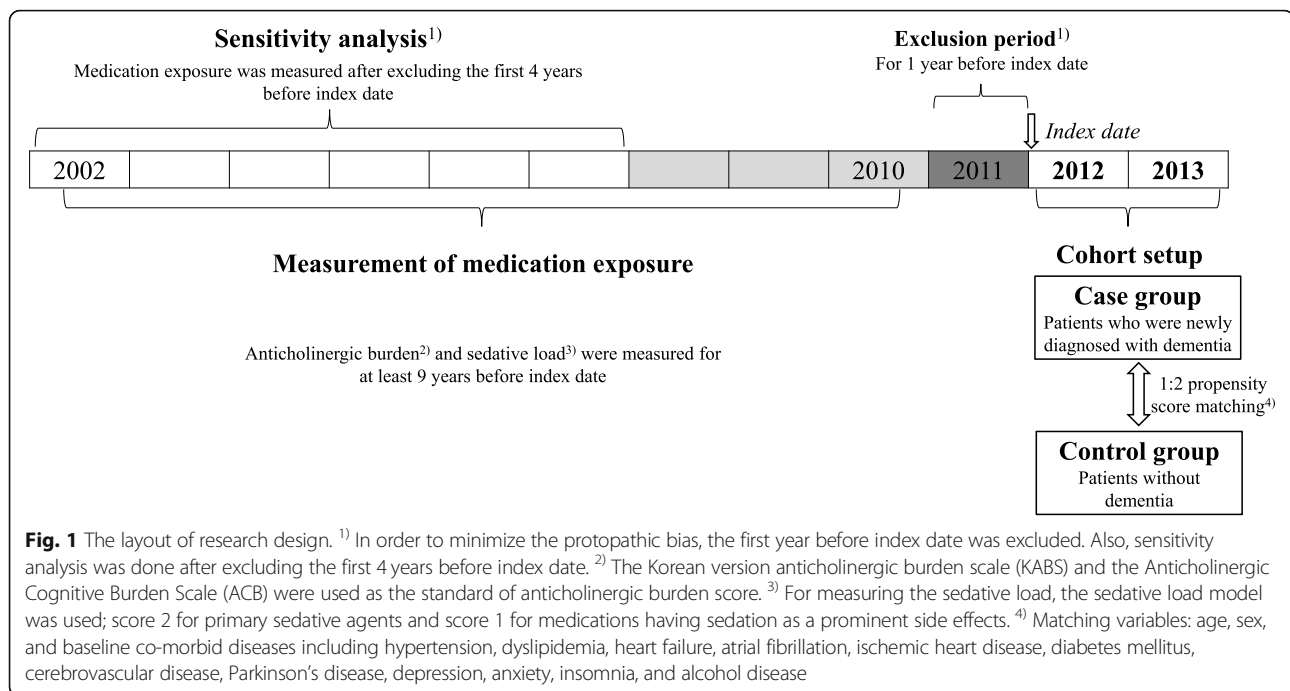 Sensitivity analysis1)
Medication exposure was measured after excluding the first 4 years
before index date
Exclusion period1)
For 1 year before index date
Index date
2002
2010
2011
2012
2013
Measurement of medication exposure
Anticholinergic burden2) and sedative load3) were measured for
at least 9 years before index date
Cohort setup
Case group
Patients who were newly
diagnosed with dementia
1:2 propensity
score matching4)
Control group
Patients without
dementia
Fig. 1 The layout of research design. 1) In order to minimize the protopathic bias, the first year before index date was excluded. Also, sensitivity
analysis was done after excluding the first 4 years before index date. 2) The Korean version anticholinergic burden scale (KABS) and the Anticholinergic
Cognitive Burden Scale (ACB) were used as the standard of anticholinergic burden score. 3) For measuring the sedative load, the sedative load model
was used; score 2 for primary sedative agents and score 1 for medications having sedation as a prominent side effects. 4) Matching variables: age, sex,
and baseline co-morbid diseases including hypertension, dyslipidemia, heart failure, atrial fibrillation, ischemic heart disease, diabetes mellitus,
cerebrovascular disease, Parkinson's disease, depression, anxiety, insomnia, and alcohol disease